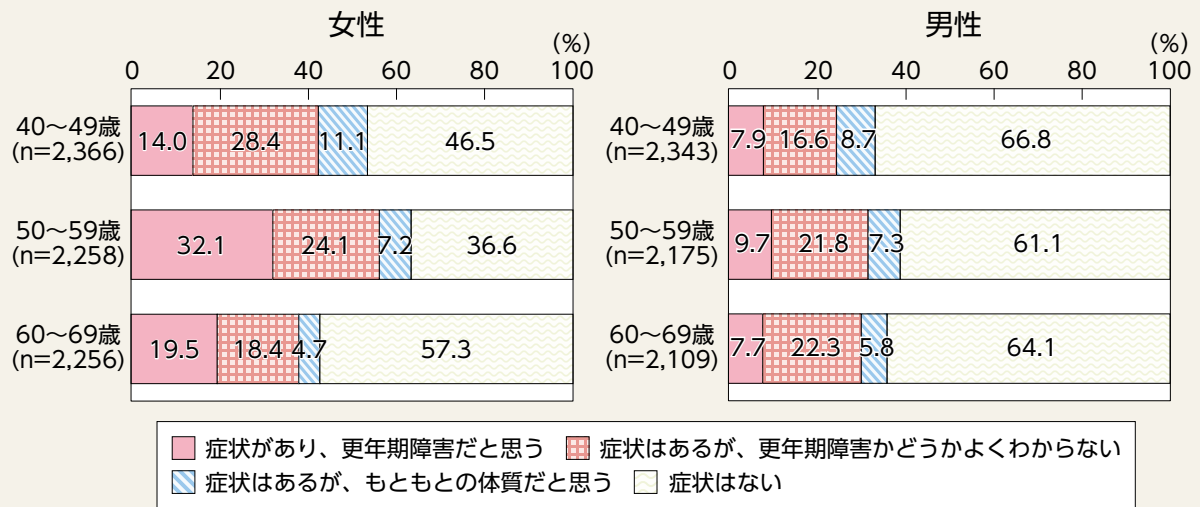 女性
(%)
0 20 40 60 80 100
40～49歳
(n=2,366)
14.0 28.4 11.1 46.5
50～59歳
(n=2,258)
32.1 24.1 7.2 36.6
60～69歳
(n=2,256)
19.5 18.4 4.7 57.3
男性
(%)
0 20 40 60 80 100
40～49歳
(n=2,343)
7.9 16.6 8.7 66.8
50～59歳
(n=2,175)
9.7 21.8 7.3 61.1
60～69歳
(n=2,109)
7.7 22.3 5.8 64.1
症状があり、更年期障害だと思う 症状はあるが、更年期障害かどうかよくわからない
症状はあるが、もともとの体質だと思う 症状はない